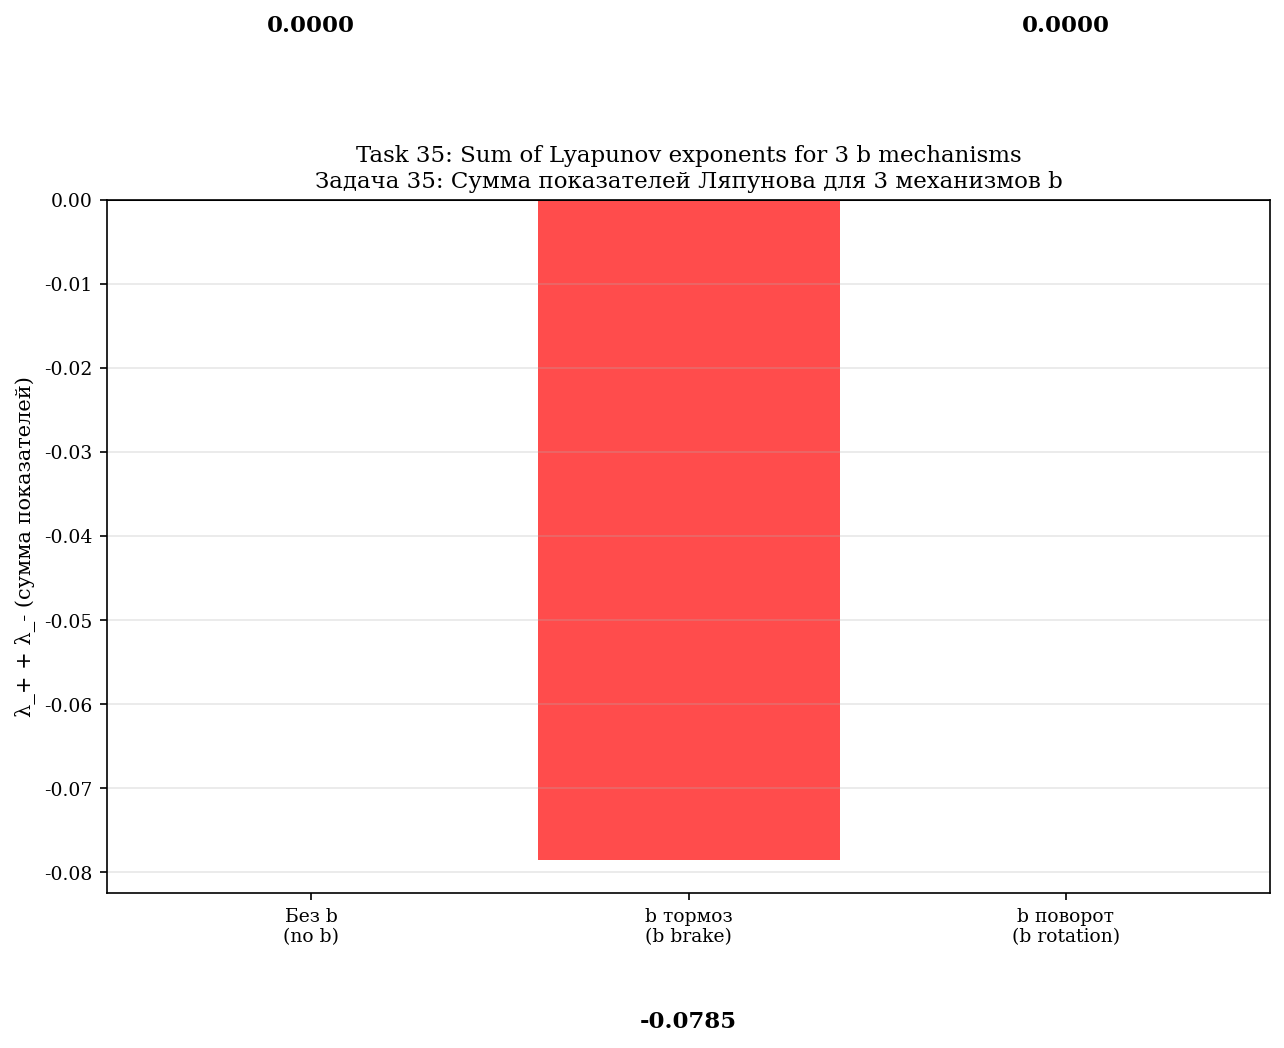 0.0000
0.0000
Task 35: Sum of Lyapunov exponents for 3 b mechanisms
Задача 35: Сумма показателей Ляпунова для 3 механизмов b
λ_+ + λ_- (сумма показателей)
0.00
-0.01
-0.02
-0.03
-0.04
-0.05
-0.06
-0.07
-0.08
Без b
(no b)
b тормоз
(b brake)
b поворот
(b rotation)
-0.0785